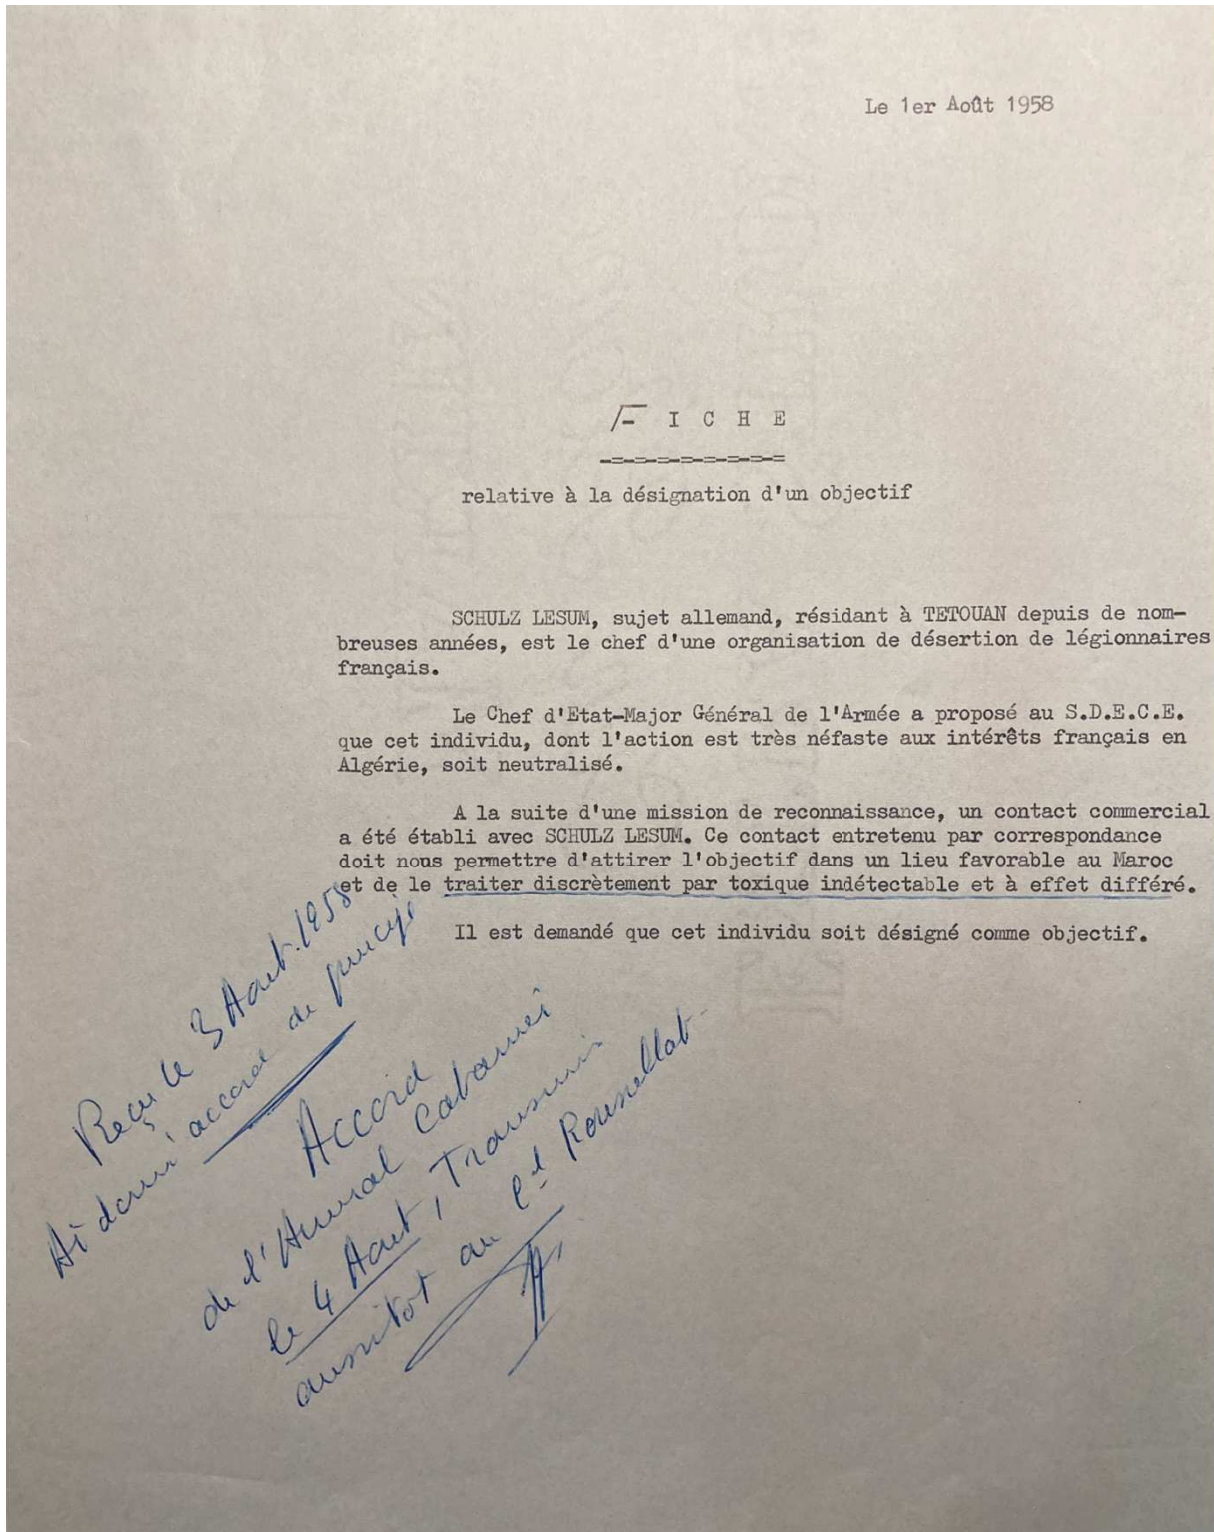 Le 1er Août 1958
F I C H E
-=-=-=-=-=-=-=-=
relative à la désignation d'un objectif
SCHULZ LESUM, sujet allemand, résidant à TETOUAN depuis de nom-
breuses années, est le chef d'une organisation de désertion de légionnaires
français.
Le Chef d'Etat-Major Général de l'Armée a proposé au S.D.E.C.E.
que cet individu, dont l'action est très néfaste aux intérêts français en
Algérie, soit neutralisé.
A la suite d'une mission de reconnaissance, un contact commercial
a été établi avec SCHULZ LESUM. Ce contact entretenu par correspondance
doit nous permettre d'attirer l'objectif dans un lieu favorable au Maroc
et de le traiter discrètement par toxique indétectable et à effet différé.
Il est demandé que cet individu soit désigné comme objectif.
Reçu le 3 Aout.1958
Ai donné accord de principe
Accord
de l'Amiral Cabanier
le 4 Aout, Transmis
aussitot au Cl Rousillat